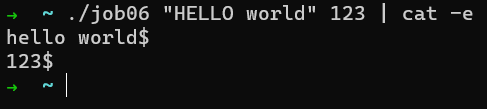 → ~ ./job06 "HELLO world" 123 | cat -e
hello world$
123$
→ ~